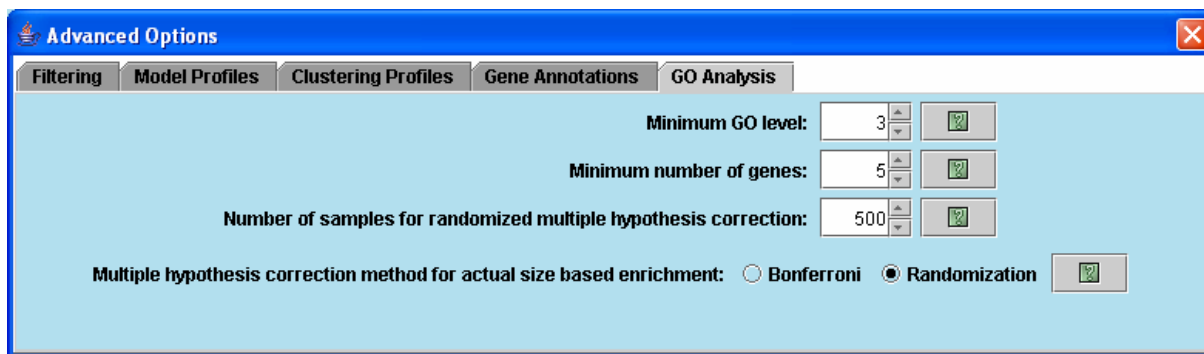 Advanced Options
Filtering Model Profiles Clustering Profiles Gene Annotations GO Analysis
Minimum GO level: 3 ?
Minimum number of genes: 5 ?
Number of samples for randomized multiple hypothesis correction: 500 ?
Multiple hypothesis correction method for actual size based enrichment: Bonferroni Randomization ?